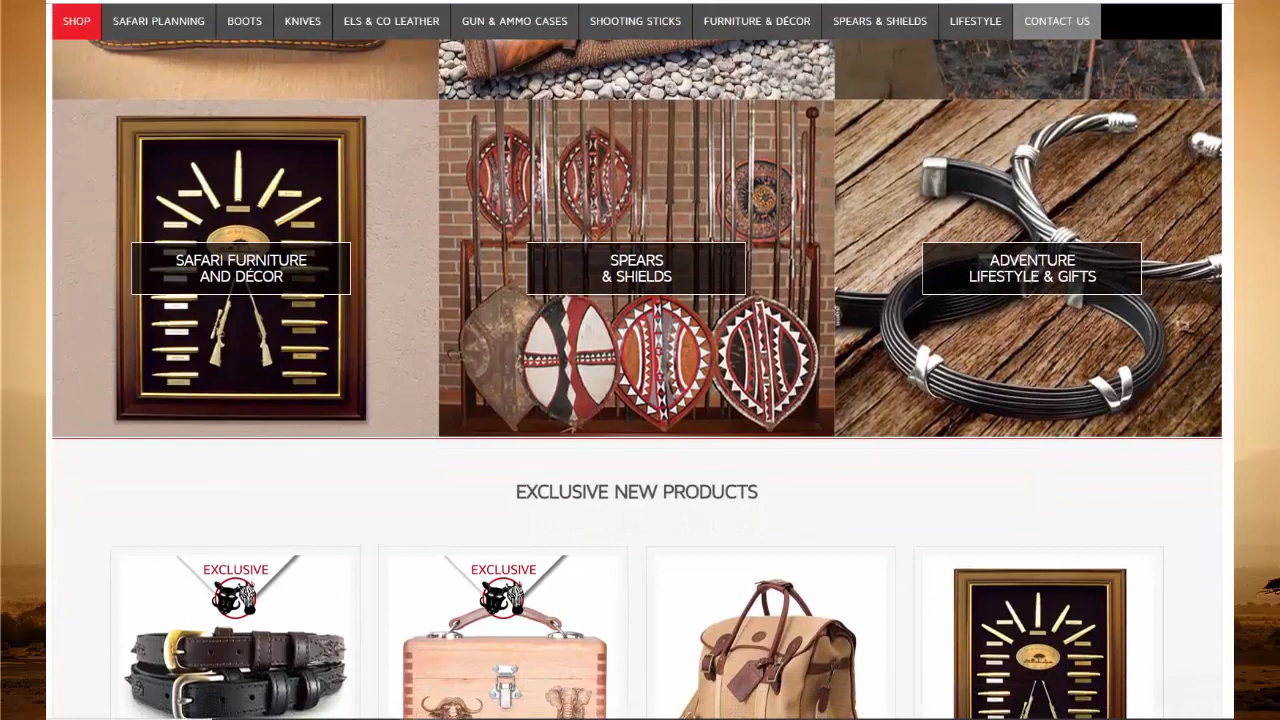 SHOP
SAFARI PLANNING
BOOTS
KNIVES
ELS & CO LEATHER
GUN & AMMO CASES
SHOOTING STICKS
FURNITURE & DÉCOR
SPEARS & SHIELDS
LIFESTYLE
CONTACT US
SAFARI FURNITURE
AND DÉCOR
SPEARS
& SHIELDS
ADVENTURE
LIFESTYLE & GIFTS
EXCLUSIVE NEW PRODUCTS
EXCLUSIVE
EXCLUSIVE